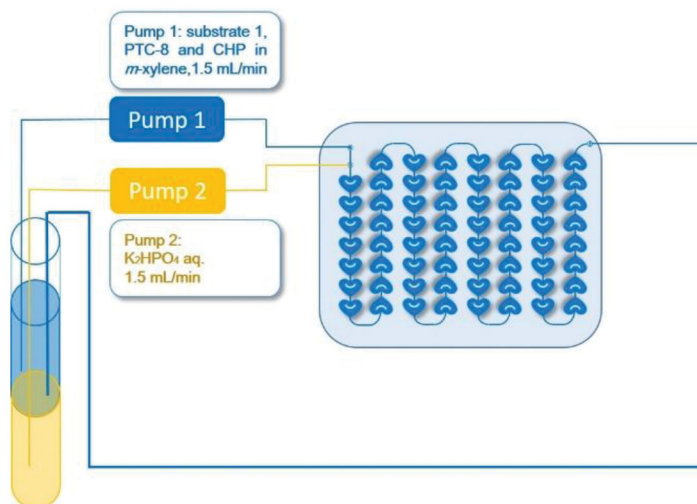 Pump 1: substrate 1,
PTC-8 and CHP in
m-xylene,1.5 mL/min
Pump 1
Pump 2
Pump 2:
K₂HPO₄ aq.
1.5 mL/min